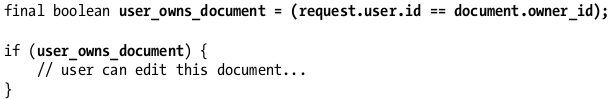 final boolean user_owns_document = (request.user.id == document.owner_id);
if (user_owns_document) {
// user can edit this document...
}